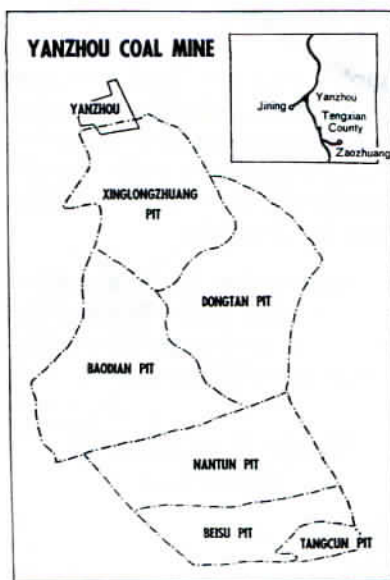 YANZHOU COAL MINE
YANZHOU
Jining
Yanzhou
Tengxian
County
Zaozhuang
XINGLONGZHUANG
PIT
DONGTAN PIT
BAODIAN PIT
NANTUN PIT
BEISU PIT
TANGCUN PIT